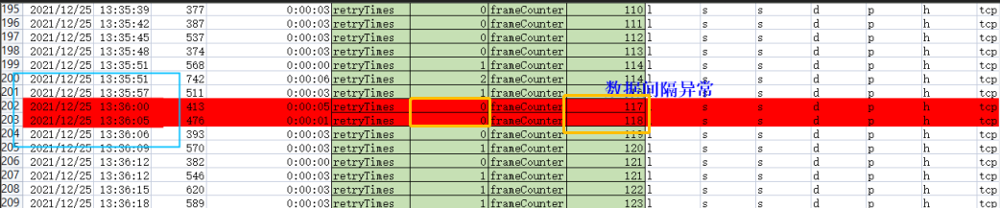 195 2021/12/25 13:35:39 377 0:00:03 retryTimes 0 frameCounter 110 l s s d p h tcp
196 2021/12/25 13:35:42 387 0:00:03 retryTimes 0 frameCounter 111 l s s d p h tcp
197 2021/12/25 13:35:45 537 0:00:03 retryTimes 0 frameCounter 112 l s s d p h tcp
198 2021/12/25 13:35:48 374 0:00:03 retryTimes 0 frameCounter 113 l s s d p h tcp
199 2021/12/25 13:35:51 568 0:00:00 retryTimes 1 frameCounter 114 l s s d p h tcp
200 2021/12/25 13:35:51 742 0:00:06 retryTimes 2 frameCounter 114 l s s d p h tcp
数据间隔异常
201 2021/12/25 13:35:57 511 0:00:03 retryTimes 1 frameCounter s s d p h tcp
202 2021/12/25 13:36:00 413 0:00:05 retryTimes 0 frameCounter 117 l s s d p h tcp
203 2021/12/25 13:36:05 476 0:00:01 retryTimes 0 frameCounter 118 l s s d p h tcp
204 2021/12/25 13:36:06 393 0:00:03 retryTimes 0 frameCounter 119 l s s d p h tcp
205 2021/12/25 13:36:09 570 0:00:03 retryTimes 1 frameCounter 120 l s s d p h tcp
206 2021/12/25 13:36:12 382 0:00:00 retryTimes 0 frameCounter 121 l s s d p h tcp
207 2021/12/25 13:36:12 546 0:00:03 retryTimes 1 frameCounter 121 l s s d p h tcp
208 2021/12/25 13:36:15 620 0:00:03 retryTimes 1 frameCounter 122 l s s d p h tcp
209 2021/12/25 13:36:18 589 0:00:03 retryTimes 1 frameCounter 123 l s s d p h tcp